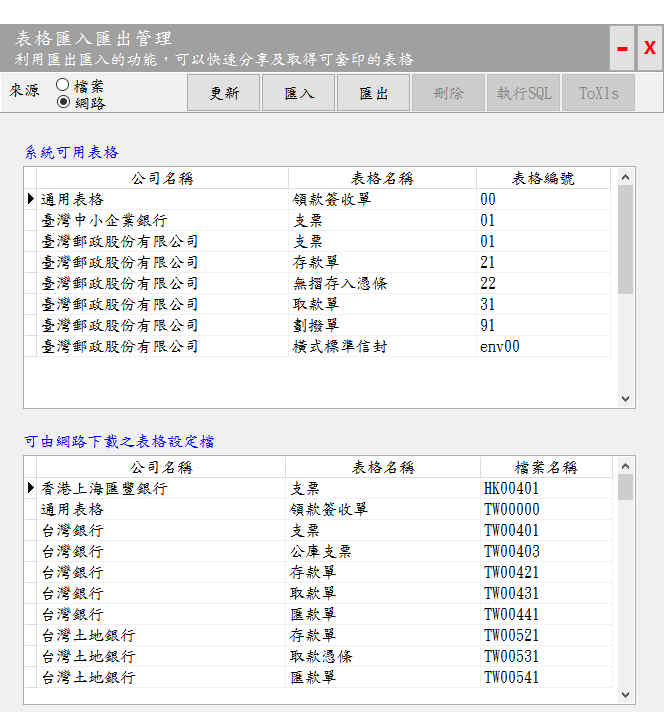 表格匯入匯出管理
利用匯出匯入的功能，可以快速分享及取得可套印的表格
來源 檔案
網路
更新 匯入 匯出 刪除 執行SQL ToXls
系統可用表格
公司名稱 表格名稱 表格編號
通用表格 領款簽收單 00
臺灣中小企業銀行 支票 01
臺灣郵政股份有限公司 支票 01
臺灣郵政股份有限公司 存款單 21
臺灣郵政股份有限公司 無摺存入憑條 22
臺灣郵政股份有限公司 取款單 31
臺灣郵政股份有限公司 劃撥單 91
臺灣郵政股份有限公司 橫式標準信封 env00
可由網路下載之表格設定檔
公司名稱 表格名稱 檔案名稱
香港上海匯豐銀行 支票 HK00401
通用表格 領款簽收單 TW00000
台灣銀行 支票 TW00401
台灣銀行 公庫支票 TW00403
台灣銀行 存款單 TW00421
台灣銀行 取款單 TW00431
台灣銀行 匯款單 TW00441
台灣土地銀行 存款單 TW00521
台灣土地銀行 取款憑條 TW00531
台灣土地銀行 匯款單 TW00541